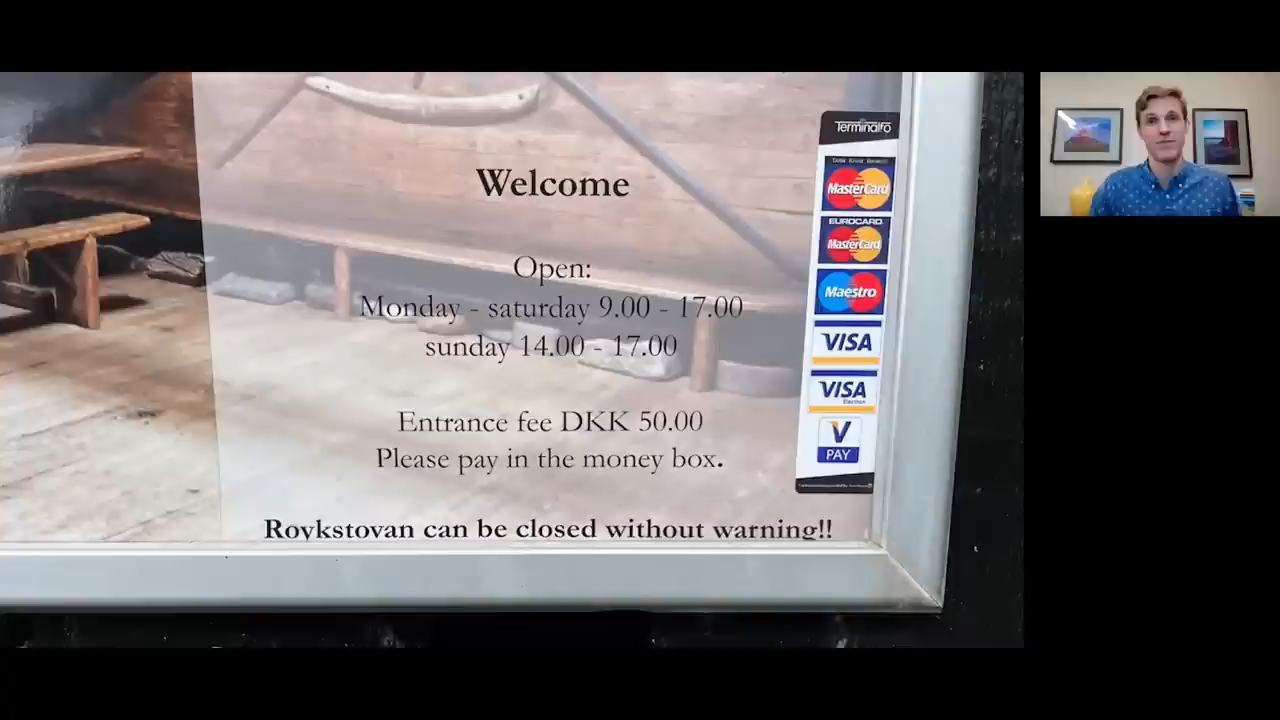 Welcome
Open:
Monday - saturday 9.00 - 17.00
sunday 14.00 - 17.00
Entrance fee DKK 50.00
Please pay in the money box.
Roykstovan can be closed without warning!!
Terminalfo
MasterCard
EUROCARD
MasterCard
Maestro
VISA
VISA
Electron
V
PAY